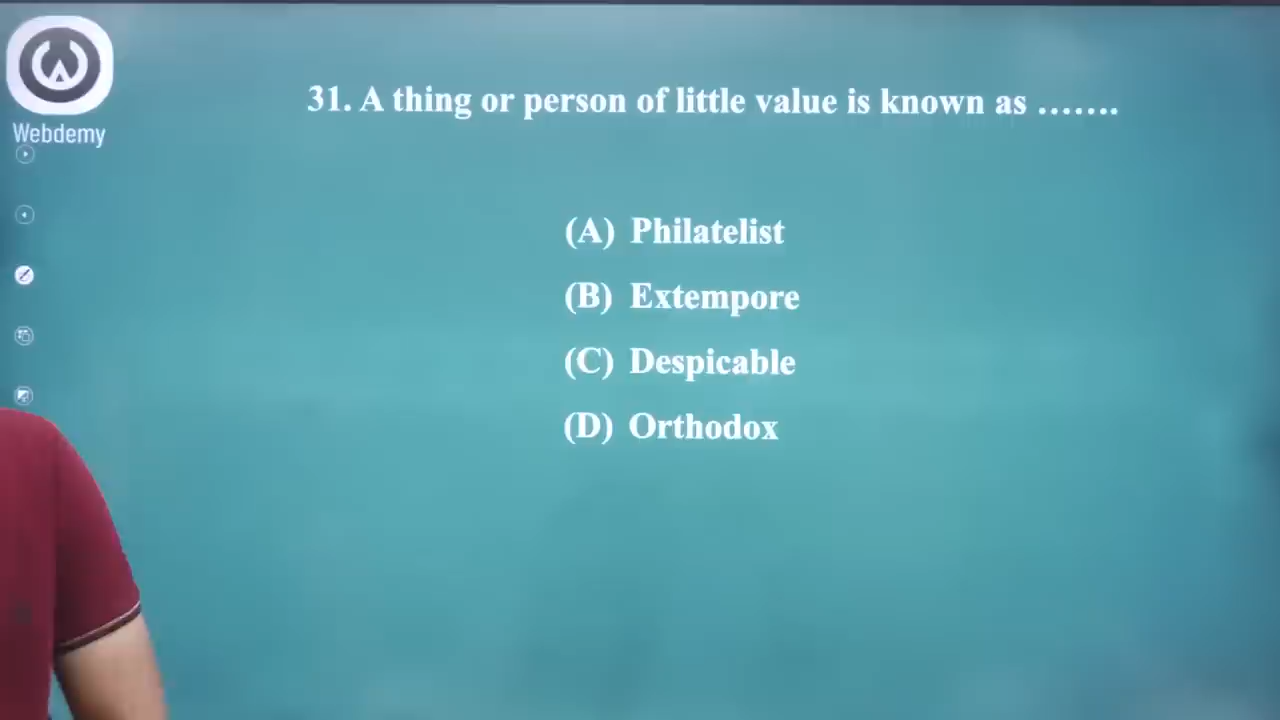 Webdemy
31. A thing or person of little value is known as …….
(A) Philatelist
(B) Extempore
(C) Despicable
(D) Orthodox